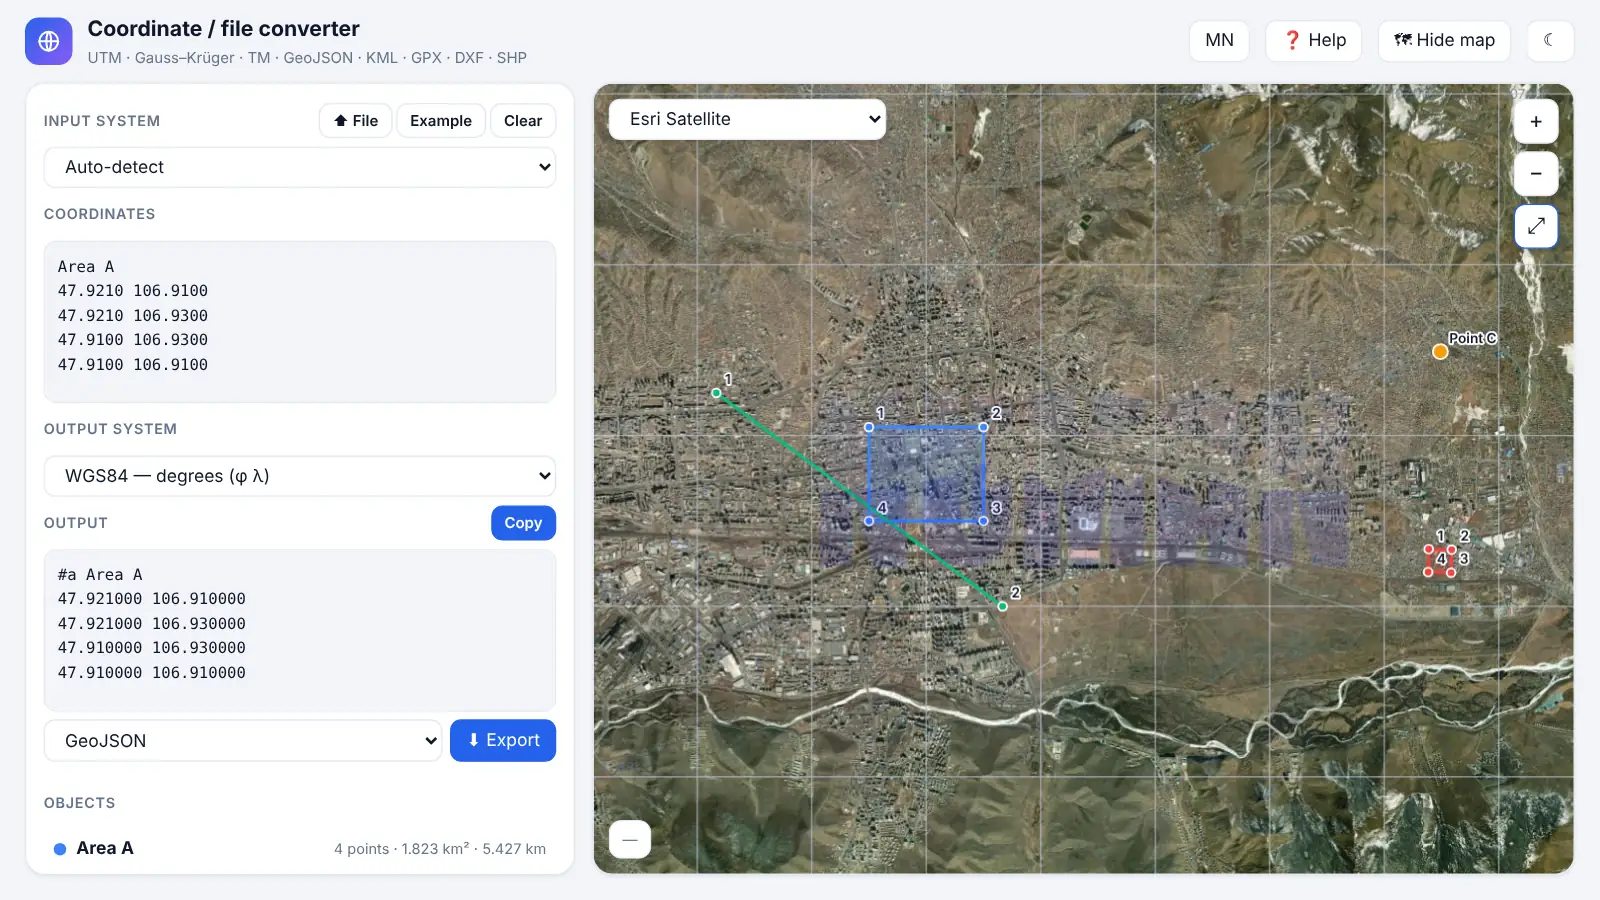 Coordinate / file converter
UTM · Gauss–Krüger · TM · GeoJSON · KML · GPX · DXF · SHP
MN
❓ Help
🗺 Hide map
☾
INPUT SYSTEM
⬆ File
Example
Clear
Auto-detect
COORDINATES
Area A
47.9210 106.9100
47.9210 106.9300
47.9100 106.9300
47.9100 106.9100
OUTPUT SYSTEM
WGS84 — degrees (φ λ)
OUTPUT
Copy
#a Area A
47.921000 106.910000
47.921000 106.930000
47.910000 106.930000
47.910000 106.910000
GeoJSON
⬇ Export
OBJECTS
Area A
4 points · 1.823 km² · 5.427 km
Esri Satellite
+
−
⤢
Point C
1
1
2
4
3
2
1
2
4
3
—